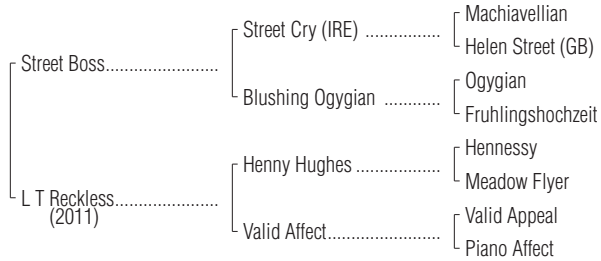 Machiavellian
Street Cry (IRE) ..................
Helen Street (GB)
Street Boss...........................
Ogygian
Blushing Ogygian .............
Fruhlingshochzeit
Hennessy
Henny Hughes ....................
Meadow Flyer
L T Reckless.........................
(2011)
Valid Appeal
Valid Affect...........................
Piano Affect